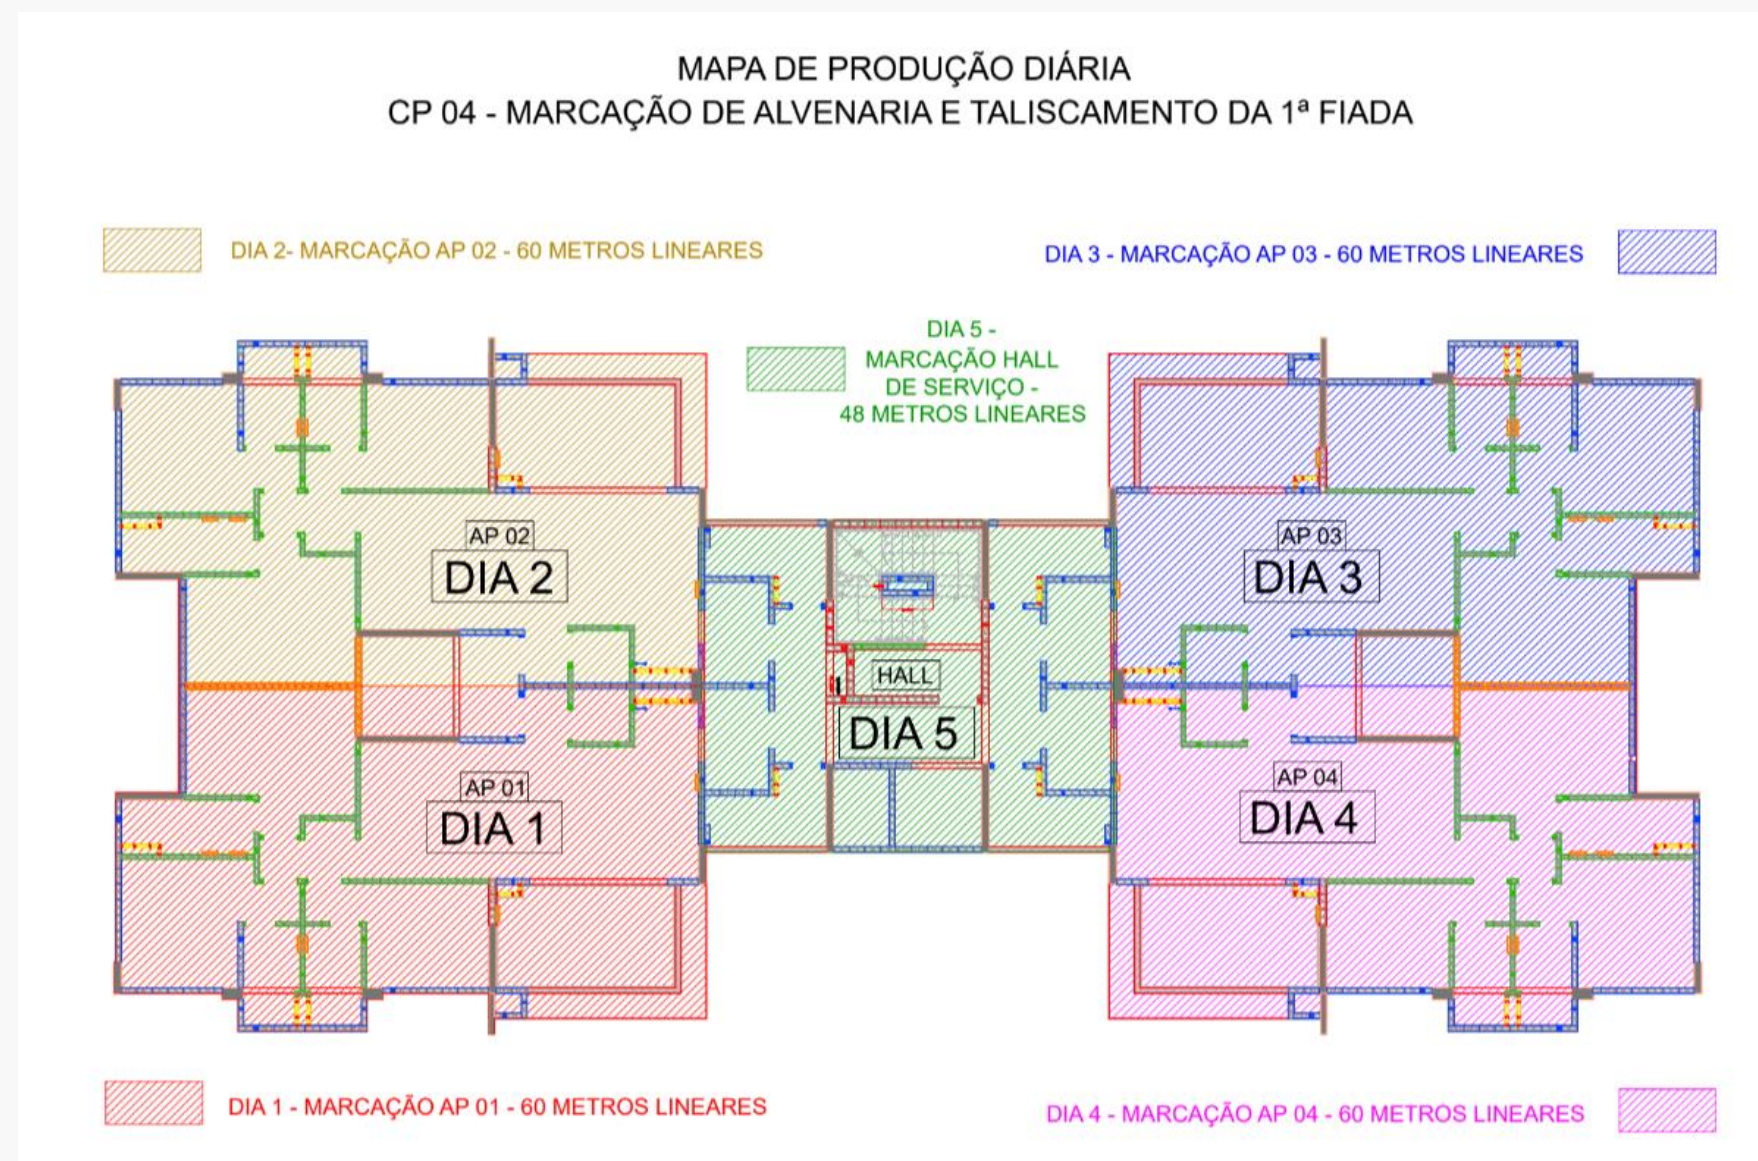 MAPA DE PRODUÇÃO DIÁRIA
CP 04 - MARCAÇÃO DE ALVENARIA E TALISCAMENTO DA 1ª FIADA
DIA 2- MARCAÇÃO AP 02 - 60 METROS LINEARES
DIA 3 - MARCAÇÃO AP 03 - 60 METROS LINEARES
DIA 5 -
MARCAÇÃO HALL
DE SERVIÇO -
48 METROS LINEARES
AP 02
DIA 2
AP 03
DIA 3
HALL
DIA 5
AP 01
DIA 1
AP 04
DIA 4
DIA 1 - MARCAÇÃO AP 01 - 60 METROS LINEARES
DIA 4 - MARCAÇÃO AP 04 - 60 METROS LINEARES